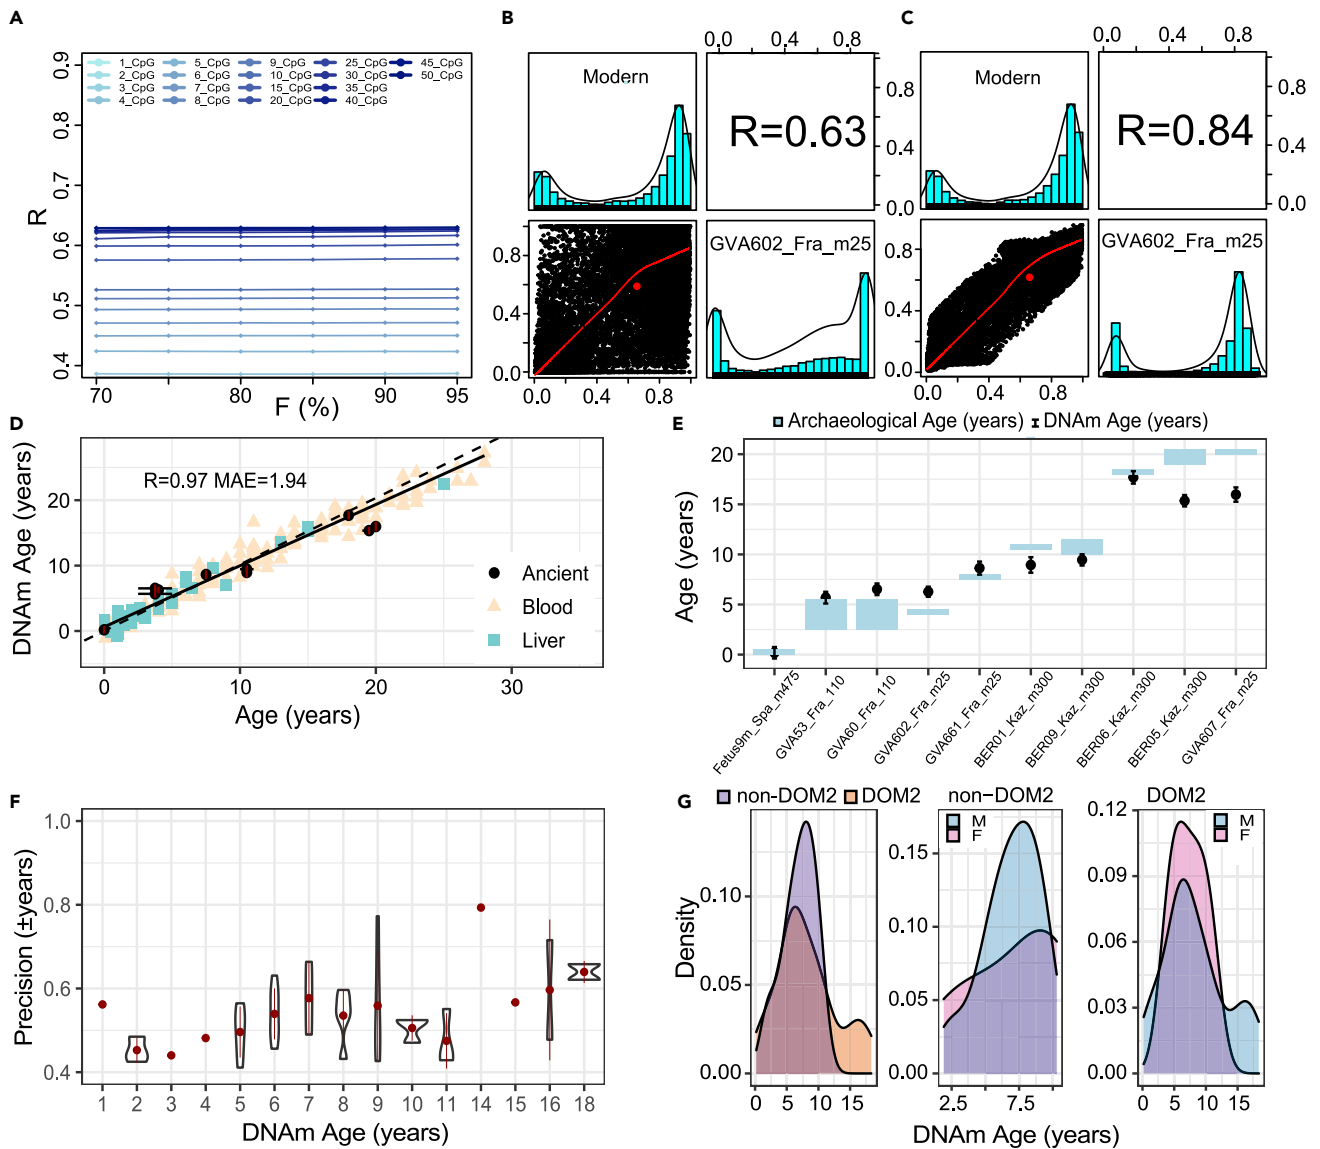 A
R
0.9
0.8
0.7
0.6
0.5
0.4
1_CpG 5_CpG 9_CpG 25_CpG 45_CpG
2_CpG 6_CpG 10_CpG 30_CpG 50_CpG
3_CpG 7_CpG 15_CpG 35_CpG
4_CpG 8_CpG 20_CpG 40_CpG
70 80 90 95
F (%)
B
0.0 0.4 0.8
Modern
R=0.63
0.8
0.4
0.0
0.8
0.4
0.0
GVA602_Fra_m25
0.0 0.4 0.8
C
0.0 0.4 0.8
Modern
R=0.84
0.8
0.4
0.0
0.8
0.4
0.0
GVA602_Fra_m25
0.0 0.4 0.8
D
DNAm Age (years)
20
10
0
R=0.97 MAE=1.94
Ancient
Blood
Liver
0 10 20 30
Age (years)
E
Archaeological Age (years) DNAm Age (years)
Age (years)
20
15
10
5
0
Fetus9m_Spa_m475
GVA53_Fra_110
GVA60_Fra_110
GVA602_Fra_m25
GVA661_Fra_m25
BER01_Kaz_m300
BER09_Kaz_m300
BER06_Kaz_m300
BER05_Kaz_m300
GVA607_Fra_m25
F
Precision (±years)
1.0
0.8
0.6
0.4
1 2 3 4 5 6 7 8 9 10 11 14 15 16 18
DNAm Age (years)
G
non-DOM2 DOM2
Density
0.10
0.05
0.00
0 5 10 15
non-DOM2
M
F
0.15
0.10
0.05
0.00
2.5 7.5
DOM2
M
F
0.12
0.09
0.06
0.03
0.00
0 5 10 15
DNAm Age (years)